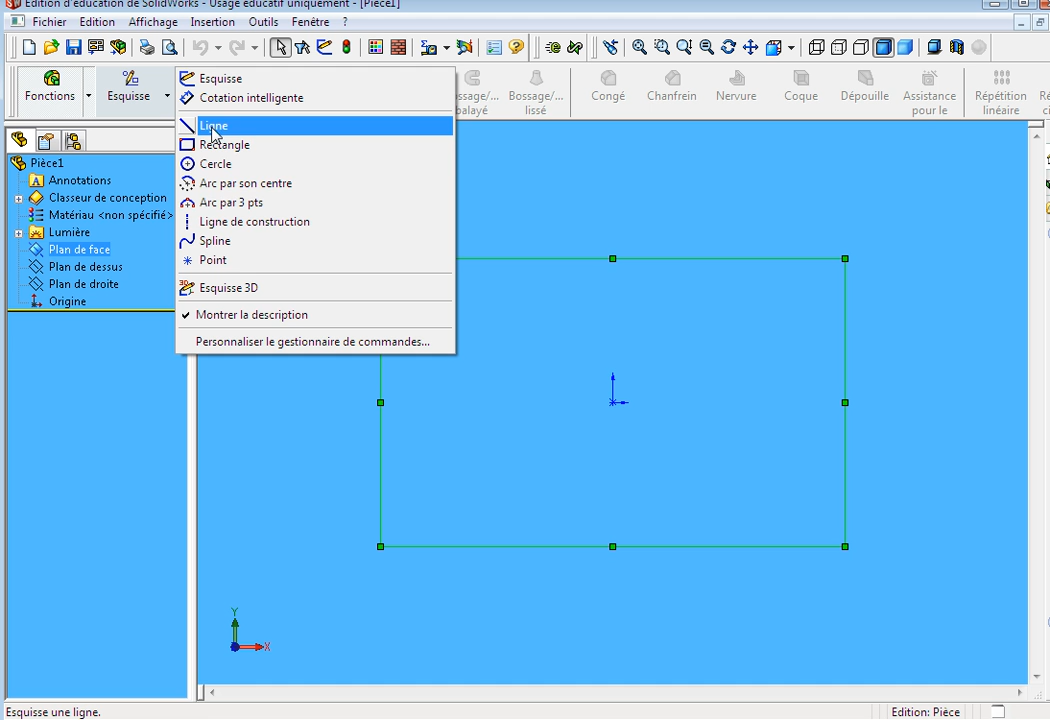 Edition d'éducation de SolidWorks - Usage éducatif uniquement - [Pièce1]
Fichier Edition Affichage Insertion Outils Fenêtre ?
Fonctions Esquisse
Esquisse
Cotation intelligente
Ligne
Rectangle
Cercle
Arc par son centre
Arc par 3 pts
Ligne de construction
Spline
Point
Esquisse 3D
Montrer la description
Personnaliser le gestionnaire de commandes...
ssage/... balayé
Bossage/... lissé
Congé
Chanfrein
Nervure
Coque
Dépouille
Assistance pour le
Répétition linéaire
Ré
Pièce1
Annotations
Classeur de conception
Matériau <non spécifié>
Lumière
Plan de face
Plan de dessus
Plan de droite
Origine
Y
X
Esquisse une ligne.
Edition: Pièce